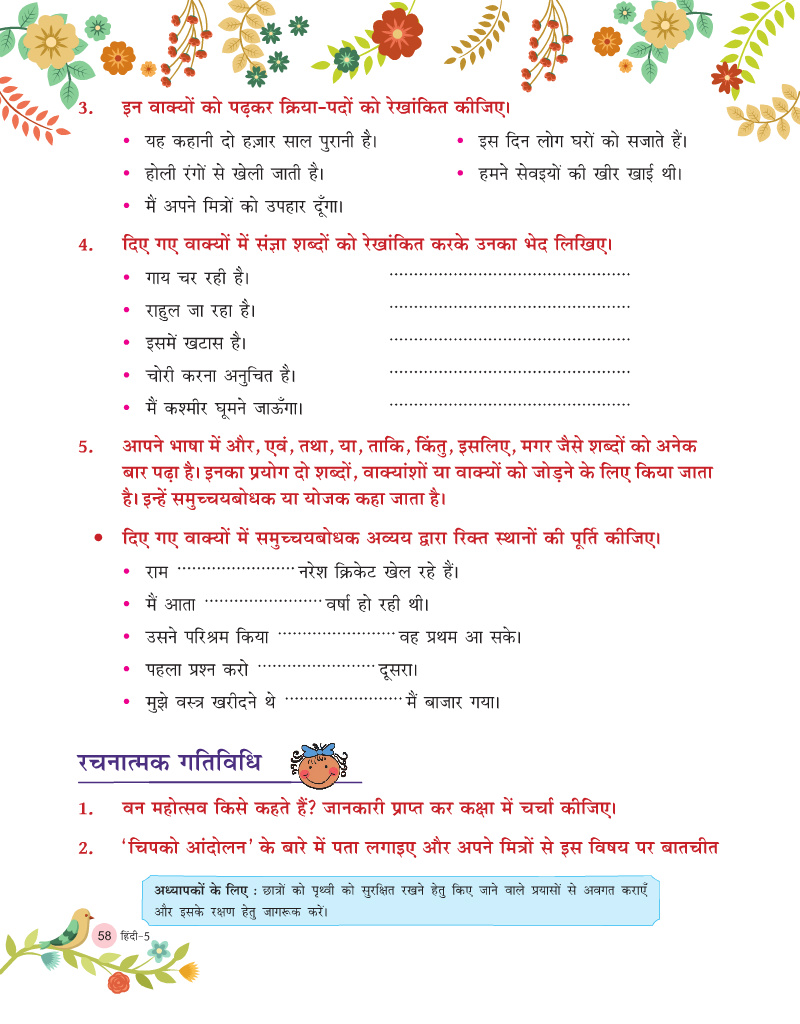 3. इन वाक्यों को पढ़कर क्रिया-पदों को रेखांकित कीजिए।
• यह कहानी दो हज़ार साल पुरानी है। • इस दिन लोग घरों को सजाते हैं।
• होली रंगों से खेली जाती है। • हमने सेवइयों की खीर खाई थी।
• मैं अपने मित्रों को उपहार दूँगा।
4. दिए गए वाक्यों में संज्ञा शब्दों को रेखांकित करके उनका भेद लिखिए।
• गाय चर रही है। ................................................
• राहुल जा रहा है। ................................................
• इसमें खटास है। ................................................
• चोरी करना अनुचित है। ................................................
• मैं कश्मीर घूमने जाऊँगा। ................................................
5. आपने भाषा में और, एवं, तथा, या, ताकि, किंतु, इसलिए, मगर जैसे शब्दों को अनेक
बार पढ़ा है। इनका प्रयोग दो शब्दों, वाक्यांशों या वाक्यों को जोड़ने के लिए किया जाता
है। इन्हें समुच्चयबोधक या योजक कहा जाता है।
• दिए गए वाक्यों में समुच्चयबोधक अव्यय द्वारा रिक्त स्थानों की पूर्ति कीजिए।
• राम ........................ नरेश क्रिकेट खेल रहे हैं।
• मैं आता ........................ वर्षा हो रही थी।
• उसने परिश्रम किया ........................ वह प्रथम आ सके।
• पहला प्रश्न करो ........................ दूसरा।
• मुझे वस्त्र खरीदने थे ........................ मैं बाजार गया।
रचनात्मक गतिविधि
1. वन महोत्सव किसे कहते हैं? जानकारी प्राप्त कर कक्षा में चर्चा कीजिए।
2. ‘चिपको आंदोलन’ के बारे में पता लगाइए और अपने मित्रों से इस विषय पर बातचीत
अध्यापकों के लिए : छात्रों को पृथ्वी को सुरक्षित रखने हेतु किए जाने वाले प्रयासों से अवगत कराएँ
और इसके रक्षण हेतु जागरूक करें।
58 हिंदी-5